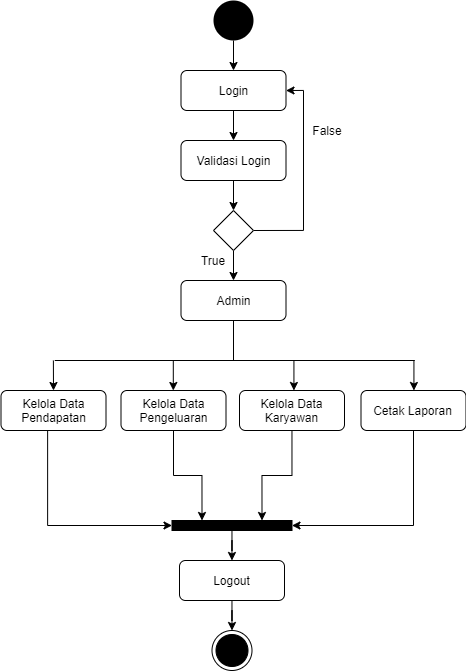 Login
False
Validasi Login
True
Admin
Kelola Data
Pendapatan
Kelola Data
Pengeluaran
Kelola Data
Karyawan
Cetak Laporan
Logout